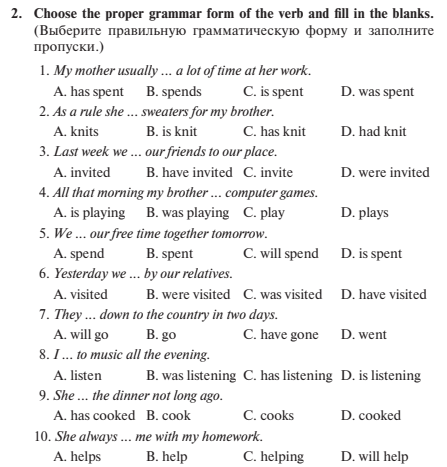 2. Choose the proper grammar form of the verb and fill in the blanks.
(Выберите правильную грамматическую форму и заполните
пропуски.)
1. My mother usually ... a lot of time at her work.
A. has spent B. spends C. is spent D. was spent
2. As a rule she ... sweaters for my brother.
A. knits B. is knit C. has knit D. had knit
3. Last week we ... our friends to our place.
A. invited B. have invited C. invite D. were invited
4. All that morning my brother ... computer games.
A. is playing B. was playing C. play D. plays
5. We ... our free time together tomorrow.
A. spend B. spent C. will spend D. is spent
6. Yesterday we ... by our relatives.
A. visited B. were visited C. was visited D. have visited
7. They ... down to the country in two days.
A. will go B. go C. have gone D. went
8. I ... to music all the evening.
A. listen B. was listening C. has listening D. is listening
9. She ... the dinner not long ago.
A. has cooked B. cook C. cooks D. cooked
10. She always ... me with my homework.
A. helps B. help C. helping D. will help